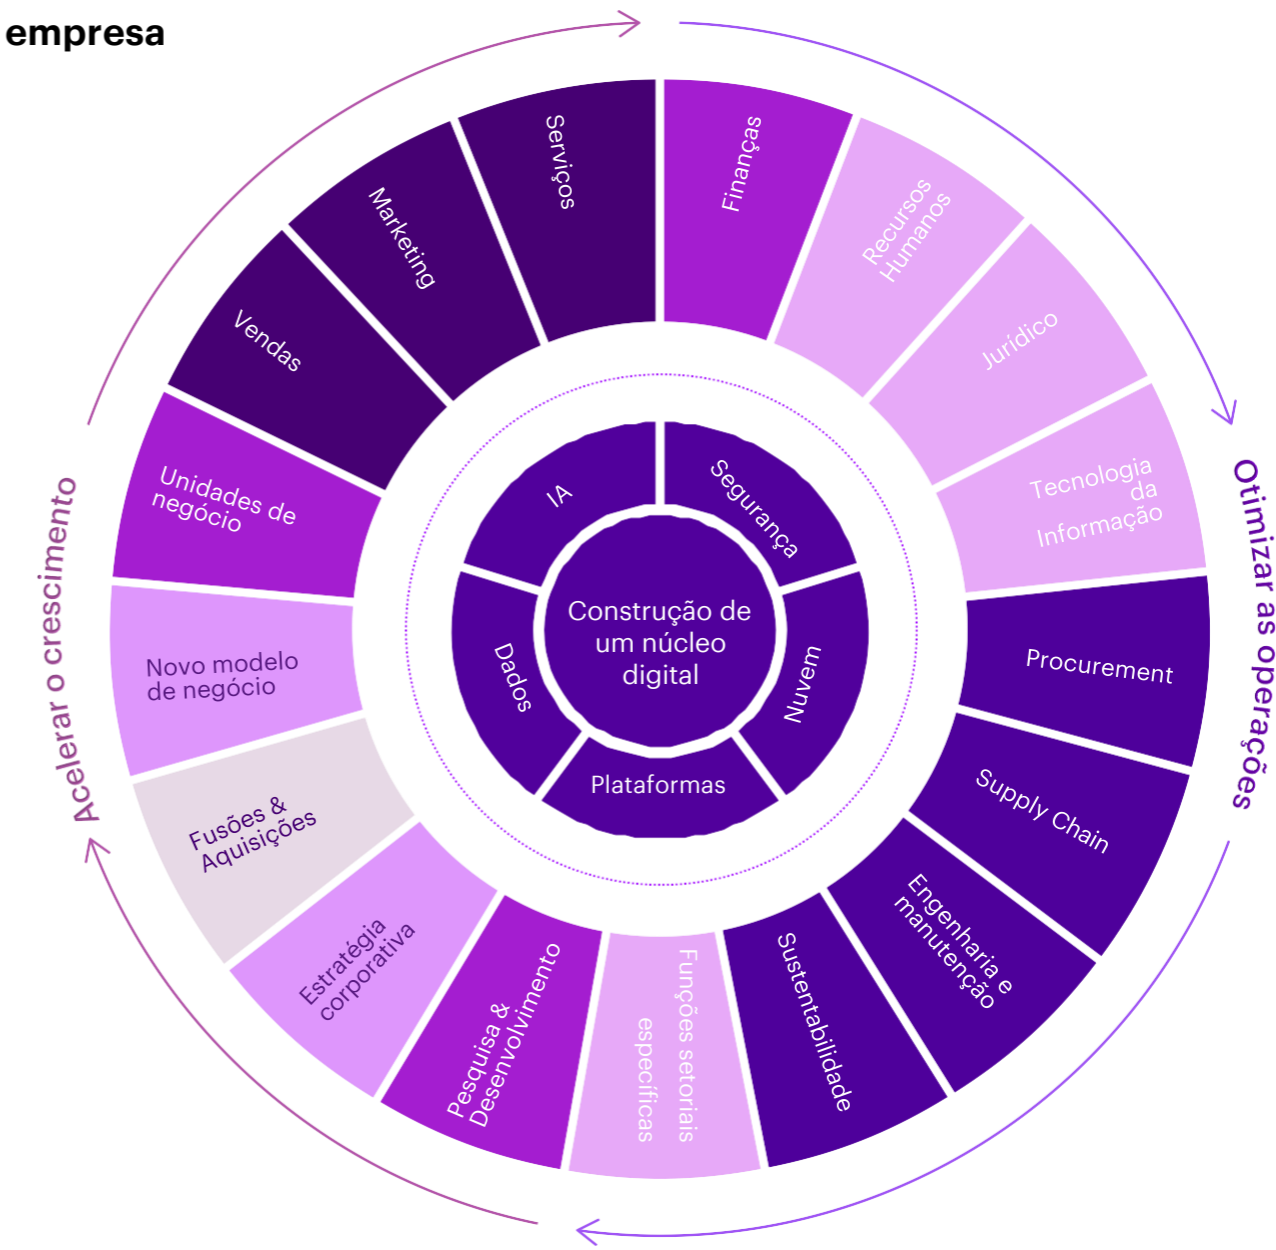 empresa
Serviços
Finanças
Recursos
Humanos
Jurídico
Tecnologia
da
Informação
Procurement
Supply Chain
Engenharia e
manutenção
Sustentabilidade
Funções setoriais
específicas
Pesquisa &
Desenvolvimento
Estratégia
corporativa
Fusões &
Aquisições
Novo modelo
de negócio
Unidades de
negócio
Vendas
Marketing
Otimizar as operações
Acelerar o crescimento
IA
Segurança
Nuvem
Plataformas
Dados
Construção de
um núcleo
digital